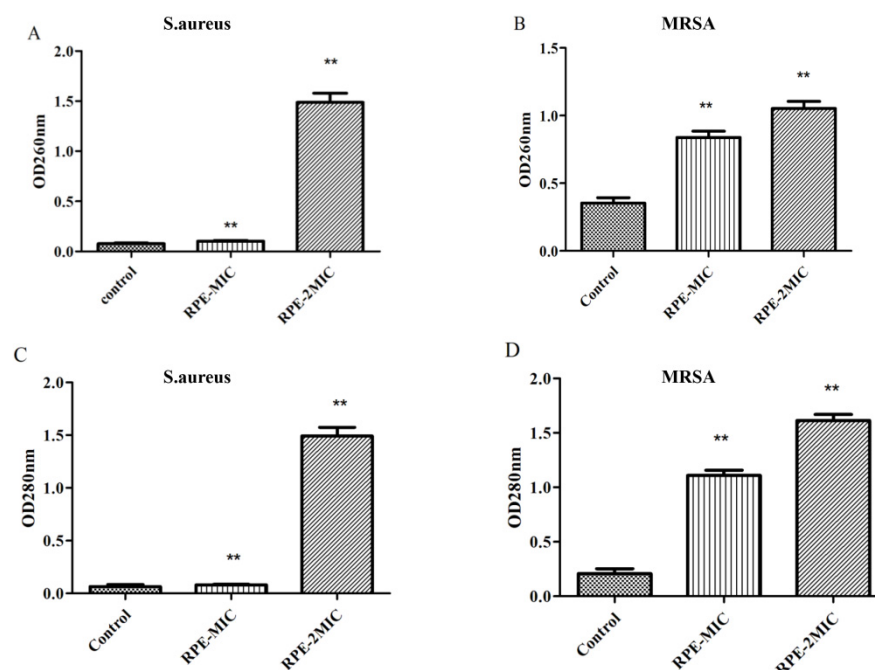 A
S.aureus
OD260nm
2.0
1.5
1.0
0.5
0.0
**
**
control
RPE-MIC
RPE-2MIC
B
MRSA
OD260nm
1.5
1.0
0.5
0.0
**
**
Control
RPE-MIC
RPE-2MIC
C
S.aureus
OD280nm
2.0
1.5
1.0
0.5
0.0
**
**
Control
RPE-MIC
RPE-2MIC
D
MRSA
OD280nm
2.0
1.5
1.0
0.5
0.0
**
**
Control
RPE-MIC
RPE-2MIC